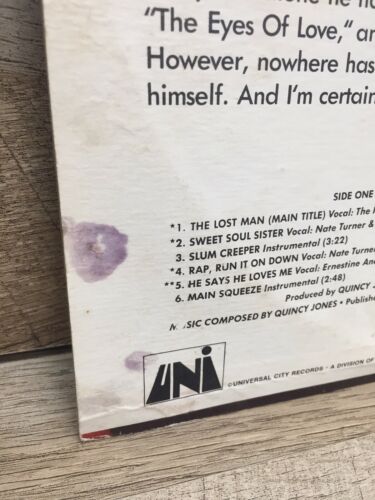 "The Eyes Of Love," an
However, nowhere has
himself. And I'm certain
SIDE ONE
*1. THE LOST MAN (MAIN TITLE) Vocal: The
*2. SWEET SOUL SISTER Vocal: Nate Turner &
3. SLUM CREEPER Instrumental (3:22)
*4. RAP, RUN IT ON DOWN Vocal: Nate Turner
**5. HE SAYS HE LOVES ME Vocal: Ernestine And
6. MAIN SQUEEZE Instrumental (2:48)
Produced by QUINCY J
MUSIC COMPOSED BY QUINCY JONES • Publishe
UNI
©UNIVERSAL CITY RECORDS - A DIVISION OF